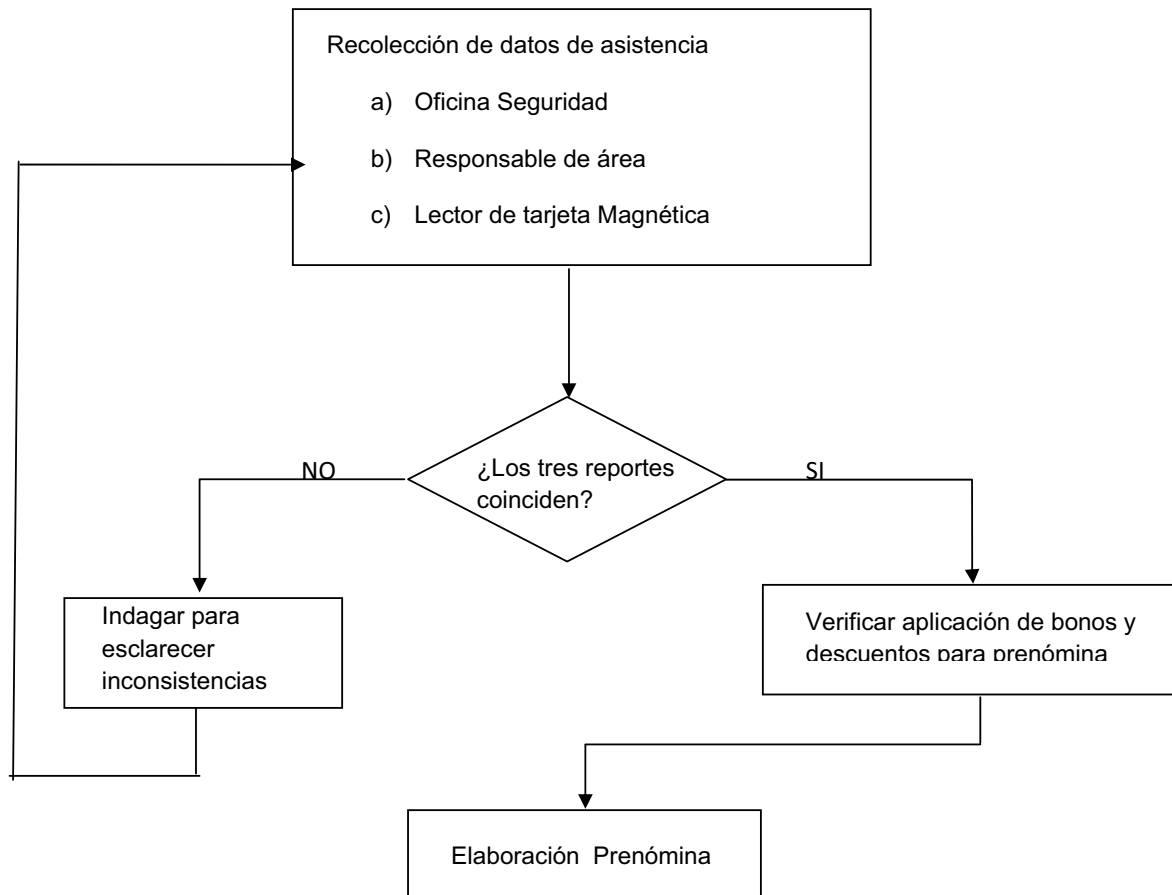 Recolección de datos de asistencia
a) Oficina Seguridad
b) Responsable de área
c) Lector de tarjeta Magnética
¿Los tres reportes
coinciden?
NO
SI
Indagar para
esclarecer
inconsistencias
Verificar aplicación de bonos y
descuentos para prenómina
Elaboración Prenómina